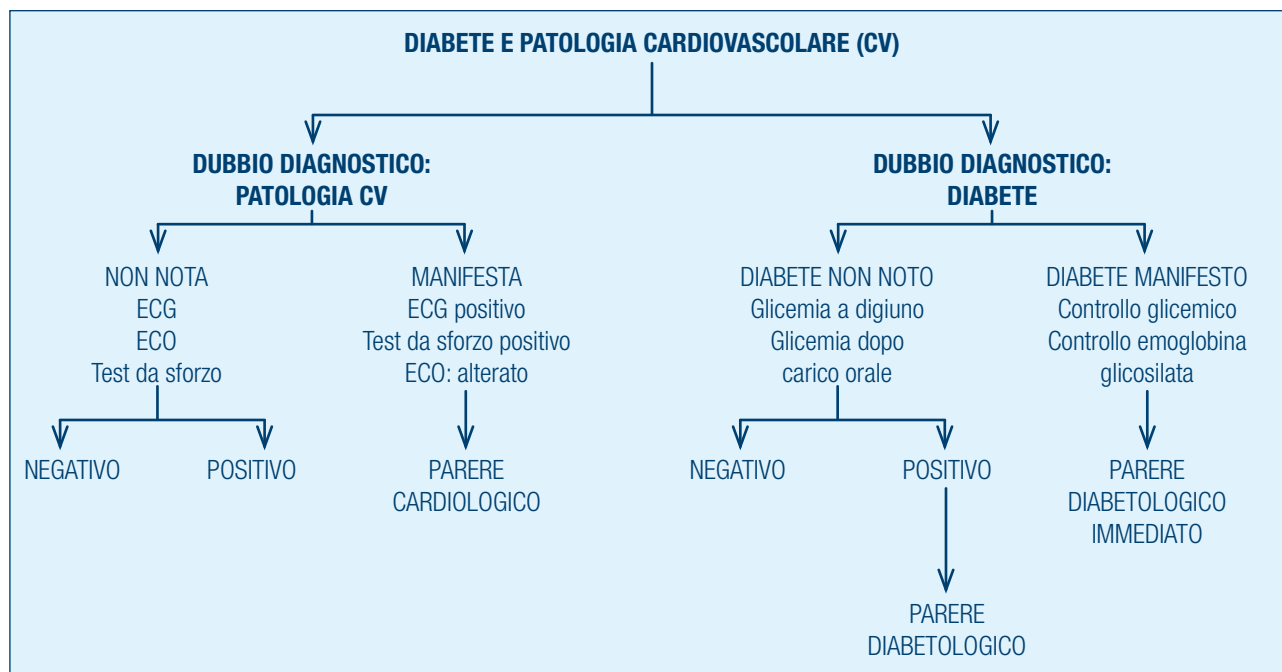 DIABETE E PATOLOGIA CARDIOVASCOLARE (CV)
DUBBIO DIAGNOSTICO:
PATOLOGIA CV
DUBBIO DIAGNOSTICO:
DIABETE
NON NOTA
ECG
ECO
Test da sforzo
MANIFESTA
ECG positivo
Test da sforzo positivo
ECO: alterato
DIABETE NON NOTO
Glicemia a digiuno
Glicemia dopo
carico orale
DIABETE MANIFESTO
Controllo glicemico
Controllo emoglobina
glicosilata
NEGATIVO
POSITIVO
PARERE
CARDIOLOGICO
NEGATIVO
POSITIVO
PARERE
DIABETOLOGICO
IMMEDIATO
PARERE
DIABETOLOGICO